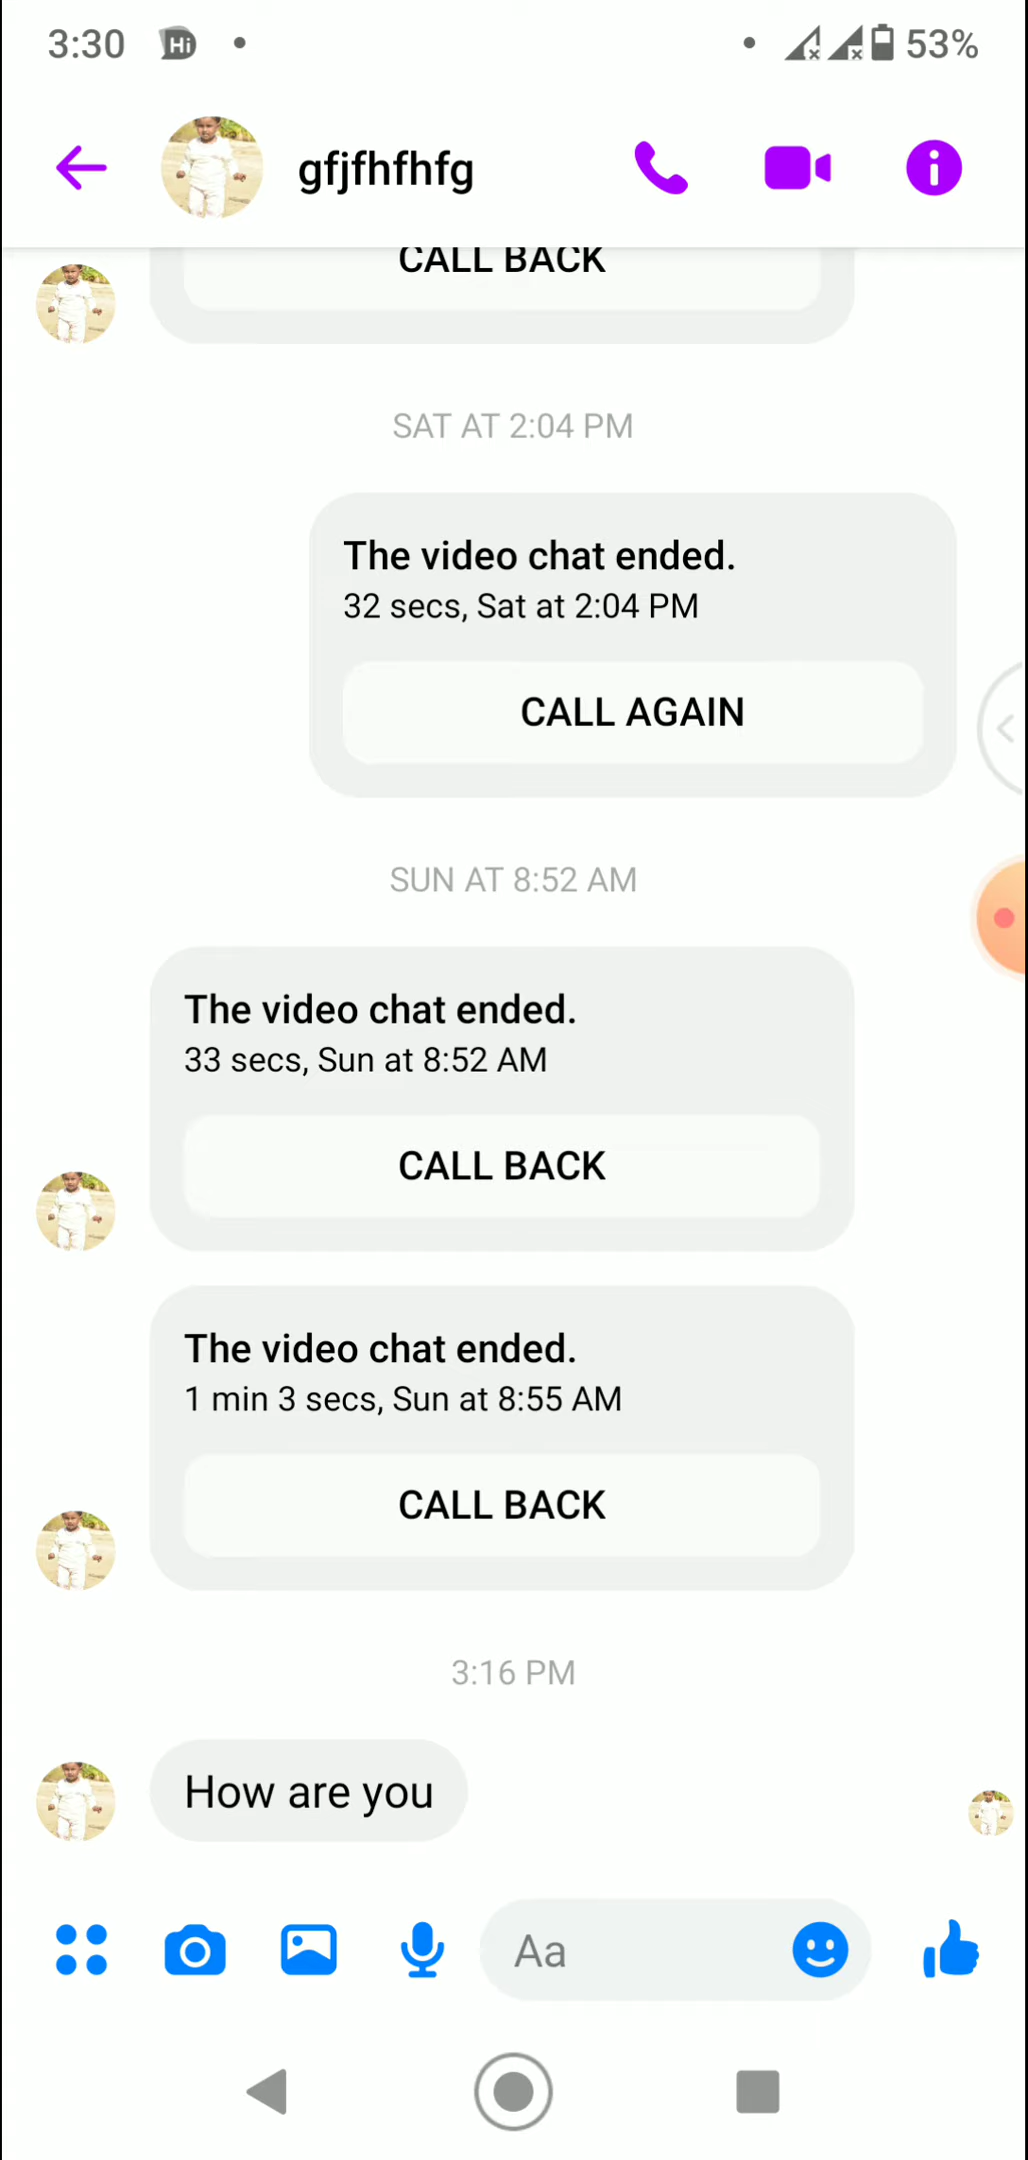 3:30 Hi 53%
gfjfhfhfg
CALL BACK
SAT AT 2:04 PM
The video chat ended.
32 secs, Sat at 2:04 PM
CALL AGAIN
SUN AT 8:52 AM
The video chat ended.
33 secs, Sun at 8:52 AM
CALL BACK
The video chat ended.
1 min 3 secs, Sun at 8:55 AM
CALL BACK
3:16 PM
How are you
Aa